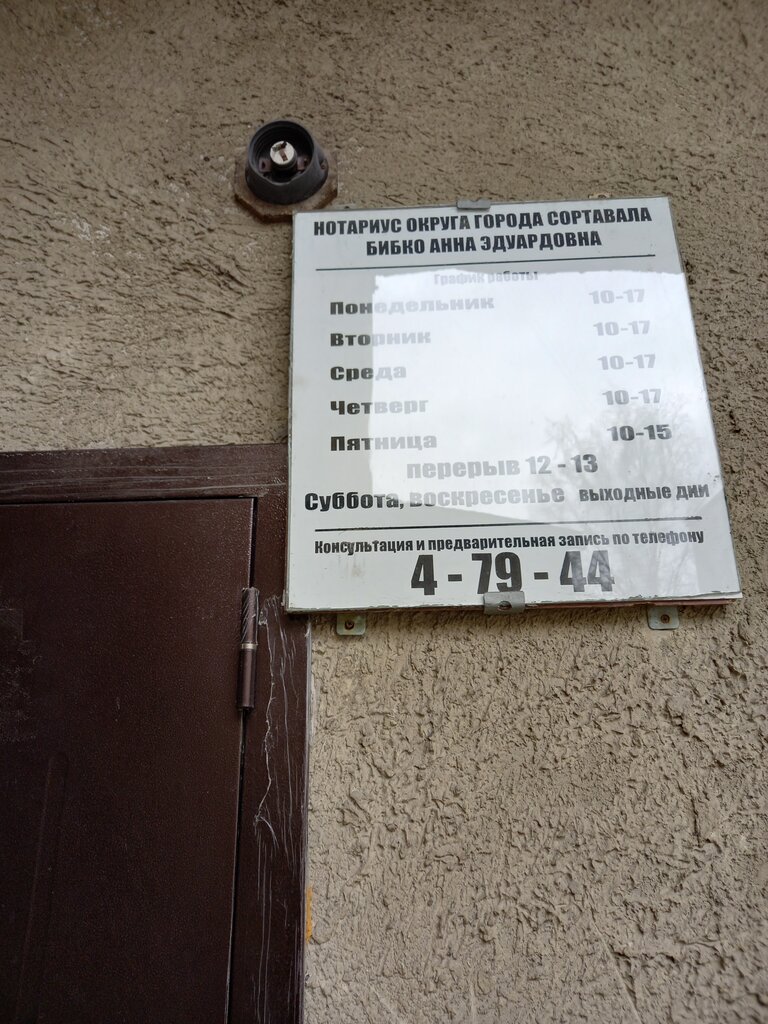 НОТАРИУС ОКРУГА ГОРОДА СОРТАВАЛА
БИБКО АННА ЭДУАРДОВНА
График работы
Понедельник 10-17
Вторник 10-17
Среда 10-17
Четверг 10-17
Пятница 10-15
перерыв 12 - 13
Суббота, воскресенье выходные дни
Консультация и предварительная запись по телефону
4 - 79 - 44